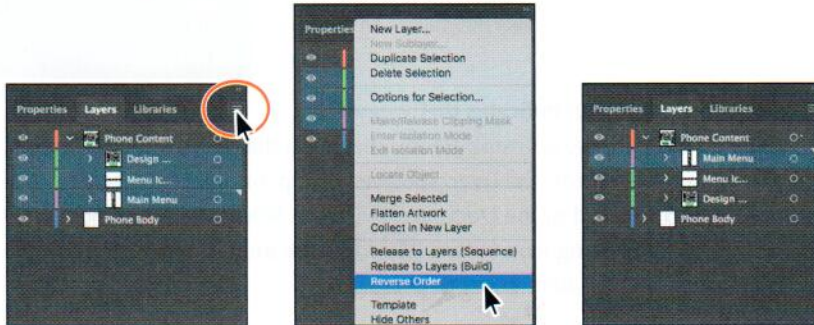 Properties Layers Libraries
Phone Content
Design ...
Menu Ic...
Main Menu
Phone Body
Properties
New Layer...
New Sublayer...
Duplicate Selection
Delete Selection
Options for Selection...
Make/Release Clipping Mask
Enter Isolation Mode
Exit Isolation Mode
Locate Object
Merge Selected
Flatten Artwork
Collect in New Layer
Release to Layers (Sequence)
Release to Layers (Build)
Reverse Order
Template
Hide Others
Properties Layers Libraries
Phone Content
Main Menu
Menu Ic...
Design ...
Phone Body